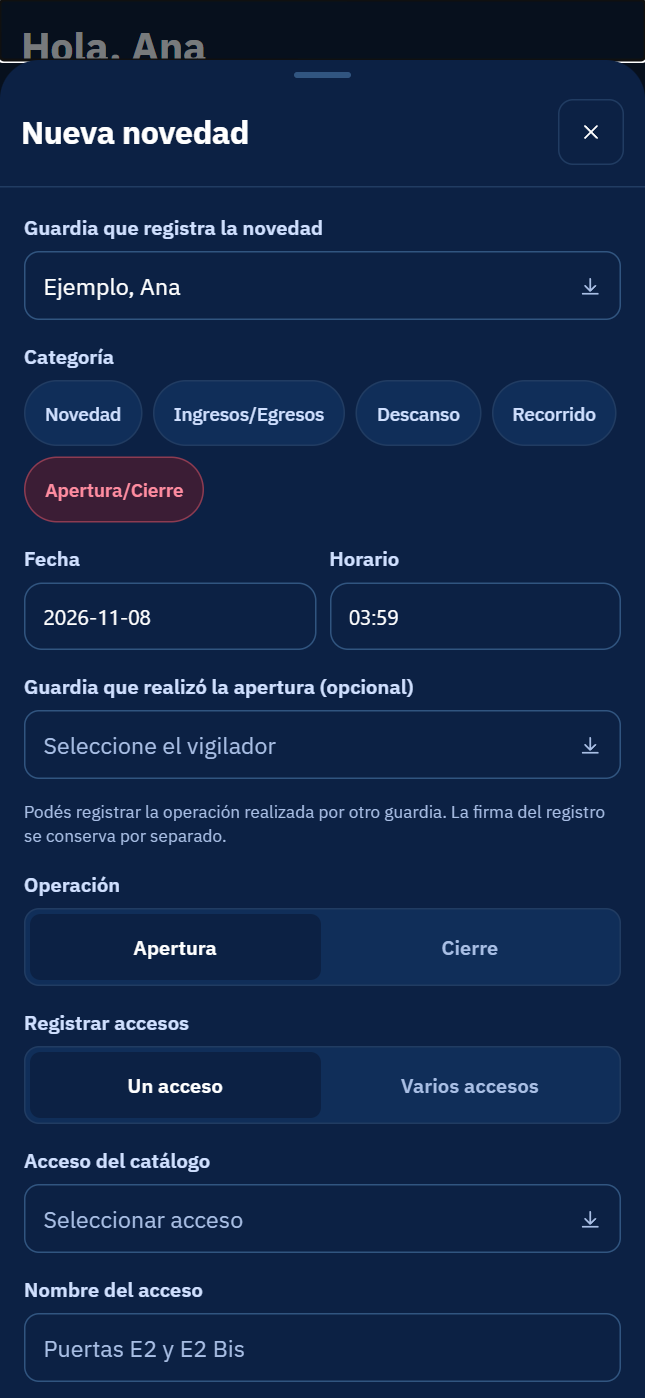 Hola, Ana
Nueva novedad
Guardia que registra la novedad
Ejemplo, Ana
Categoría
Novedad
Ingresos/Egresos
Descanso
Recorrido
Apertura/Cierre
Fecha
Horario
2026-11-08
03:59
Guardia que realizó la apertura (opcional)
Seleccione el vigilador
Podés registrar la operación realizada por otro guardia. La firma del registro
se conserva por separado.
Operación
Apertura
Cierre
Registrar accesos
Un acceso
Varios accesos
Acceso del catálogo
Seleccionar acceso
Nombre del acceso
Puertas E2 y E2 Bis